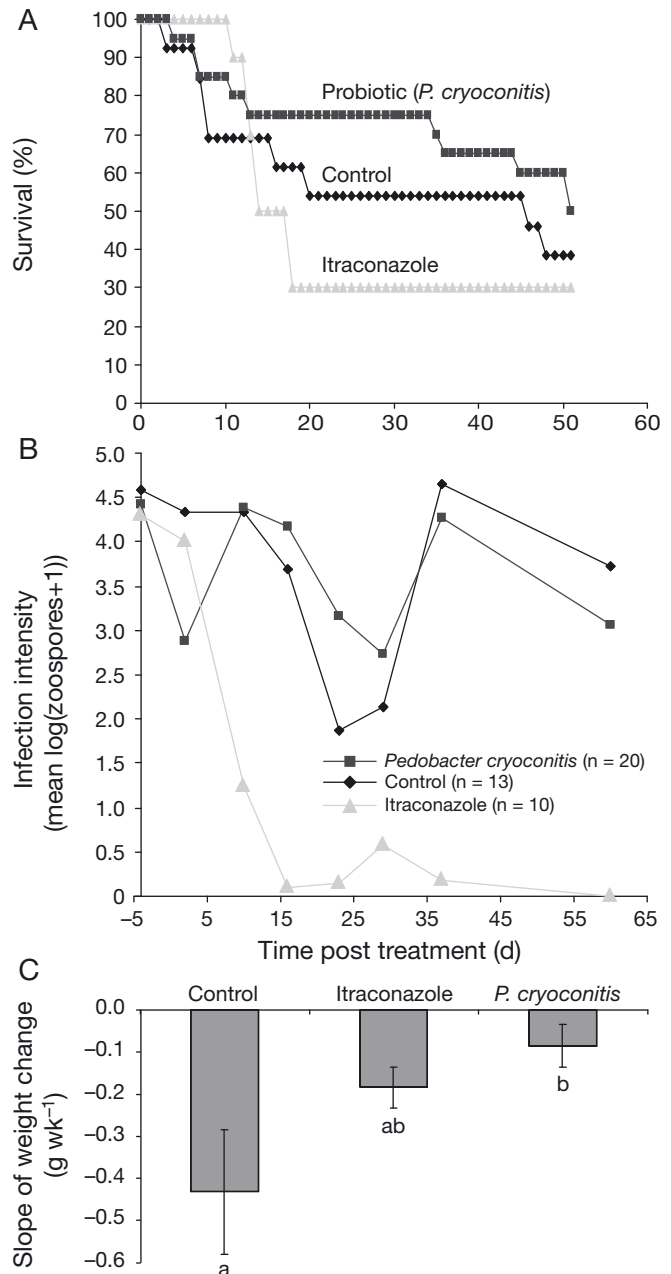 A
Survival (%)
100
90
80
70
60
50
40
30
20
10
0
Probiotic (P. cryoconitis)
Control
Itraconazole
0 10 20 30 40 50 60
B
Infection intensity
(mean log(zoospores+1))
5.0
4.5
4.0
3.5
3.0
2.5
2.0
1.5
1.0
0.5
0
Pedobacter cryoconitis (n = 20)
Control (n = 13)
Itraconazole (n = 10)
–5 5 15 25 35 45 55 65
Time post treatment (d)
C
Control Itraconazole P. cryoconitis
Slope of weight change
(g wk–1)
0.0
–0.1
–0.2
–0.3
–0.4
–0.5
–0.6
a
ab
b